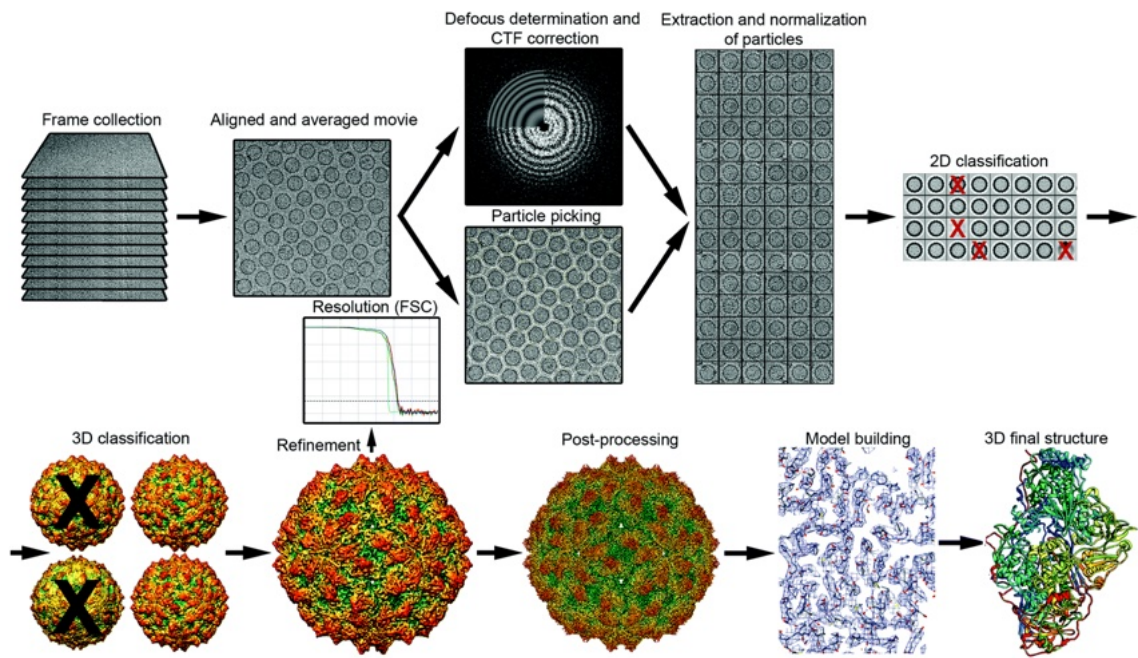 Frame collection
Aligned and averaged movie
Defocus determination and
CTF correction
Particle picking
Extraction and normalization
of particles
2D classification
Resolution (FSC)
3D classification
Refinement
Post-processing
Model building
3D final structure